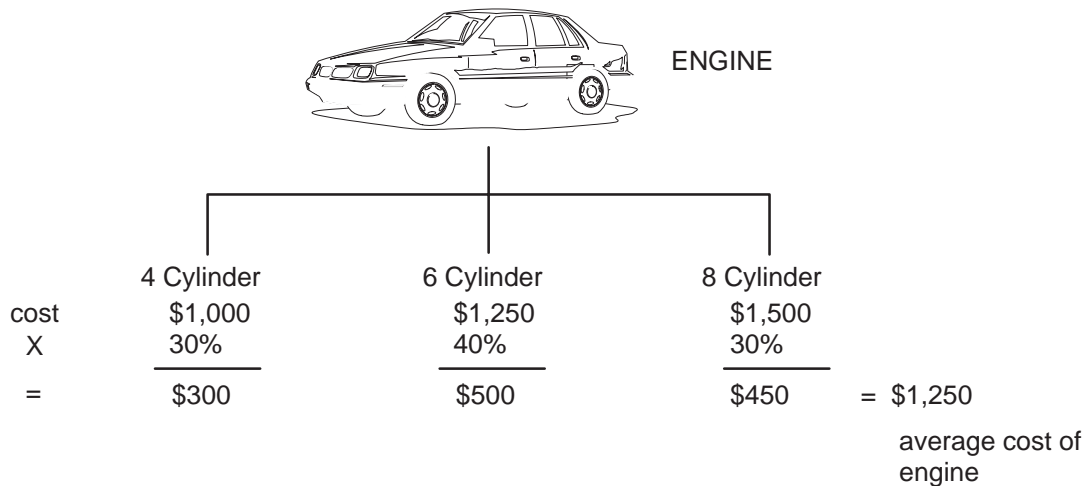 ENGINE
4 Cylinder 6 Cylinder 8 Cylinder
cost $1,000 $1,250 $1,500
X 30% 40% 30%
= $300 $500 $450 = $1,250
average cost of
engine